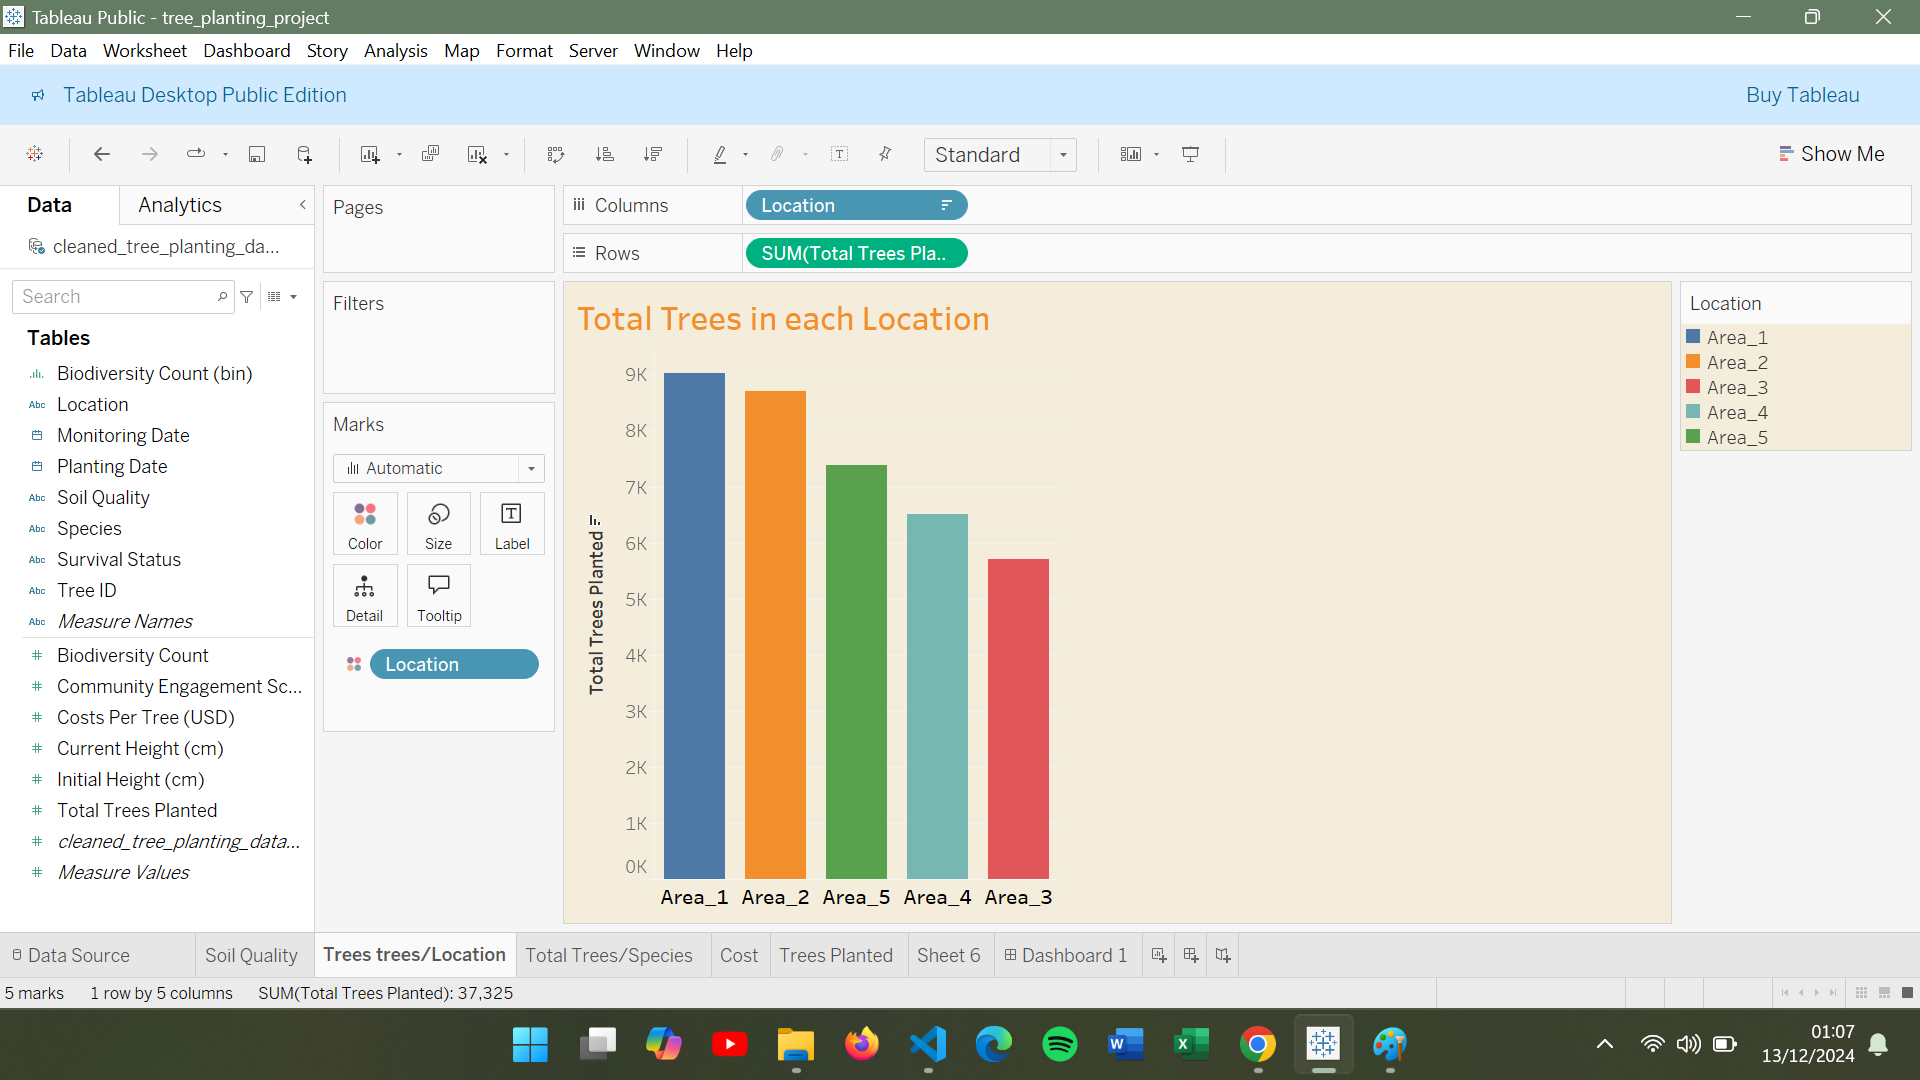 Tableau Public - tree_planting_project
File Data Worksheet Dashboard Story Analysis Map Format Server Window Help
Tableau Desktop Public Edition
Buy Tableau
Standard
Show Me
Data
Analytics
cleaned_tree_planting_da...
Search
Tables
Biodiversity Count (bin)
Abc Location
Monitoring Date
Planting Date
Abc Soil Quality
Abc Species
Abc Survival Status
Abc Tree ID
Abc Measure Names
# Biodiversity Count
# Community Engagement Sc...
# Costs Per Tree (USD)
# Current Height (cm)
# Initial Height (cm)
# Total Trees Planted
# cleaned_tree_planting_data...
# Measure Values
Pages
Filters
Marks
Automatic
Color
Size
Label
Detail
Tooltip
Location
Columns
Location
Rows
SUM(Total Trees Pla..
Total Trees in each Location
Total Trees Planted
9K
8K
7K
6K
5K
4K
3K
2K
1K
0K
Area_1 Area_2 Area_5 Area_4 Area_3
Location
Area_1
Area_2
Area_3
Area_4
Area_5
Data Source
Soil Quality
Trees trees/Location
Total Trees/Species
Cost
Trees Planted
Sheet 6
Dashboard 1
5 marks 1 row by 5 columns SUM(Total Trees Planted): 37,325
01:07
13/12/2024